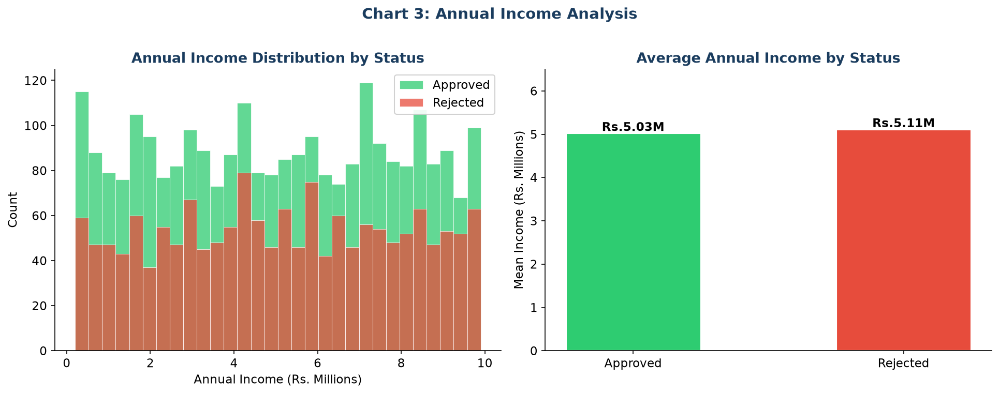 Chart 3: Annual Income Analysis
Annual Income Distribution by Status
120
100
80
60
40
20
0
Count
Approved
Rejected
0 2 4 6 8 10
Annual Income (Rs. Millions)
Average Annual Income by Status
6
5
4
3
2
1
0
Mean Income (Rs. Millions)
Rs.5.03M
Rs.5.11M
Approved Rejected